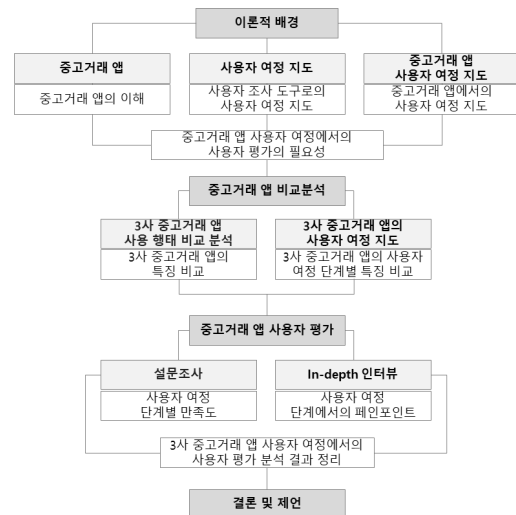 이론적 배경
중고거래 앱
중고거래 앱의 이해
사용자 여정 지도
사용자 조사 도구로의
사용자 여정 지도
중고거래 앱
사용자 여정 지도
중고거래 앱에서의
사용자 여정 지도
중고거래 앱 사용자 여정에서의
사용자 평가의 필요성
중고거래 앱 비교분석
3사 중고거래 앱
사용 행태 비교 분석
3사 중고거래 앱의
특징 비교
3사 중고거래 앱의
사용자 여정 지도
3사 중고거래 앱의 사용자
여정 단계별 특징 비교
중고거래 앱 사용자 평가
설문조사
사용자 여정
단계별 만족도
In-depth 인터뷰
사용자 여정
단계에서의 페인포인트
3사 중고거래 앱 사용자 여정에서의
사용자 평가 분석 결과 정리
결론 및 제언